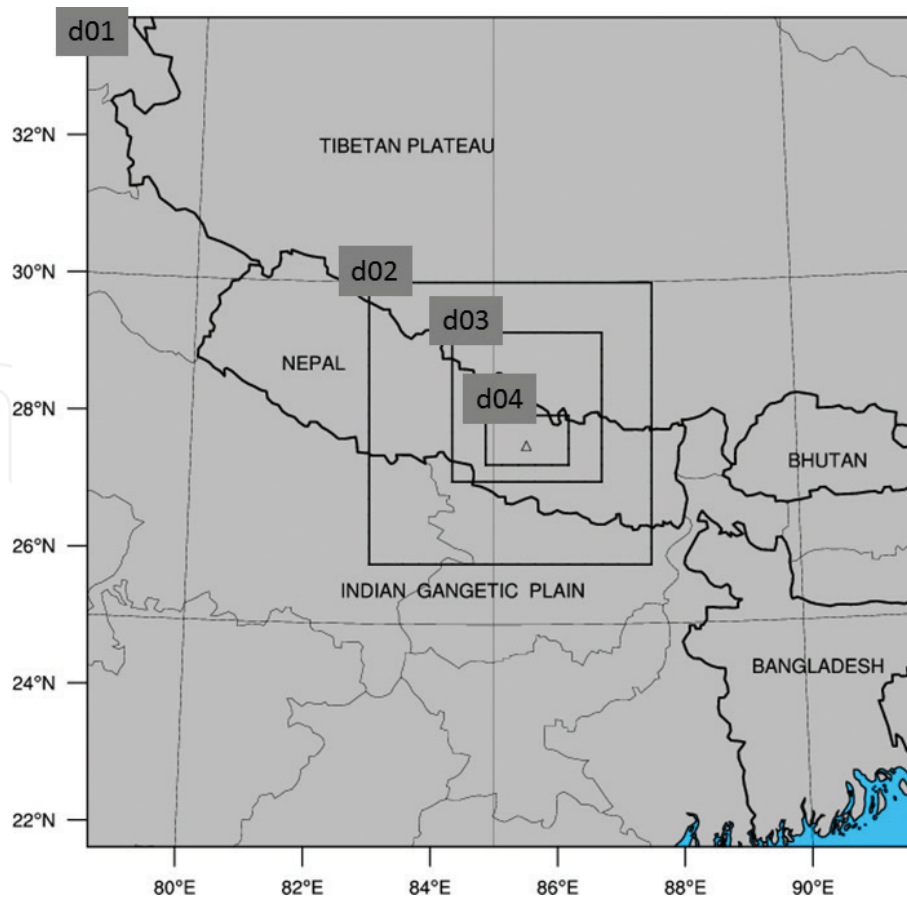 d01
32°N
TIBETAN PLATEAU
30°N
d02
d03
NEPAL
28°N
d04
BHUTAN
26°N
INDIAN GANGETIC PLAIN
24°N
BANGLADESH
22°N
80°E 82°E 84°E 86°E 88°E 90°E